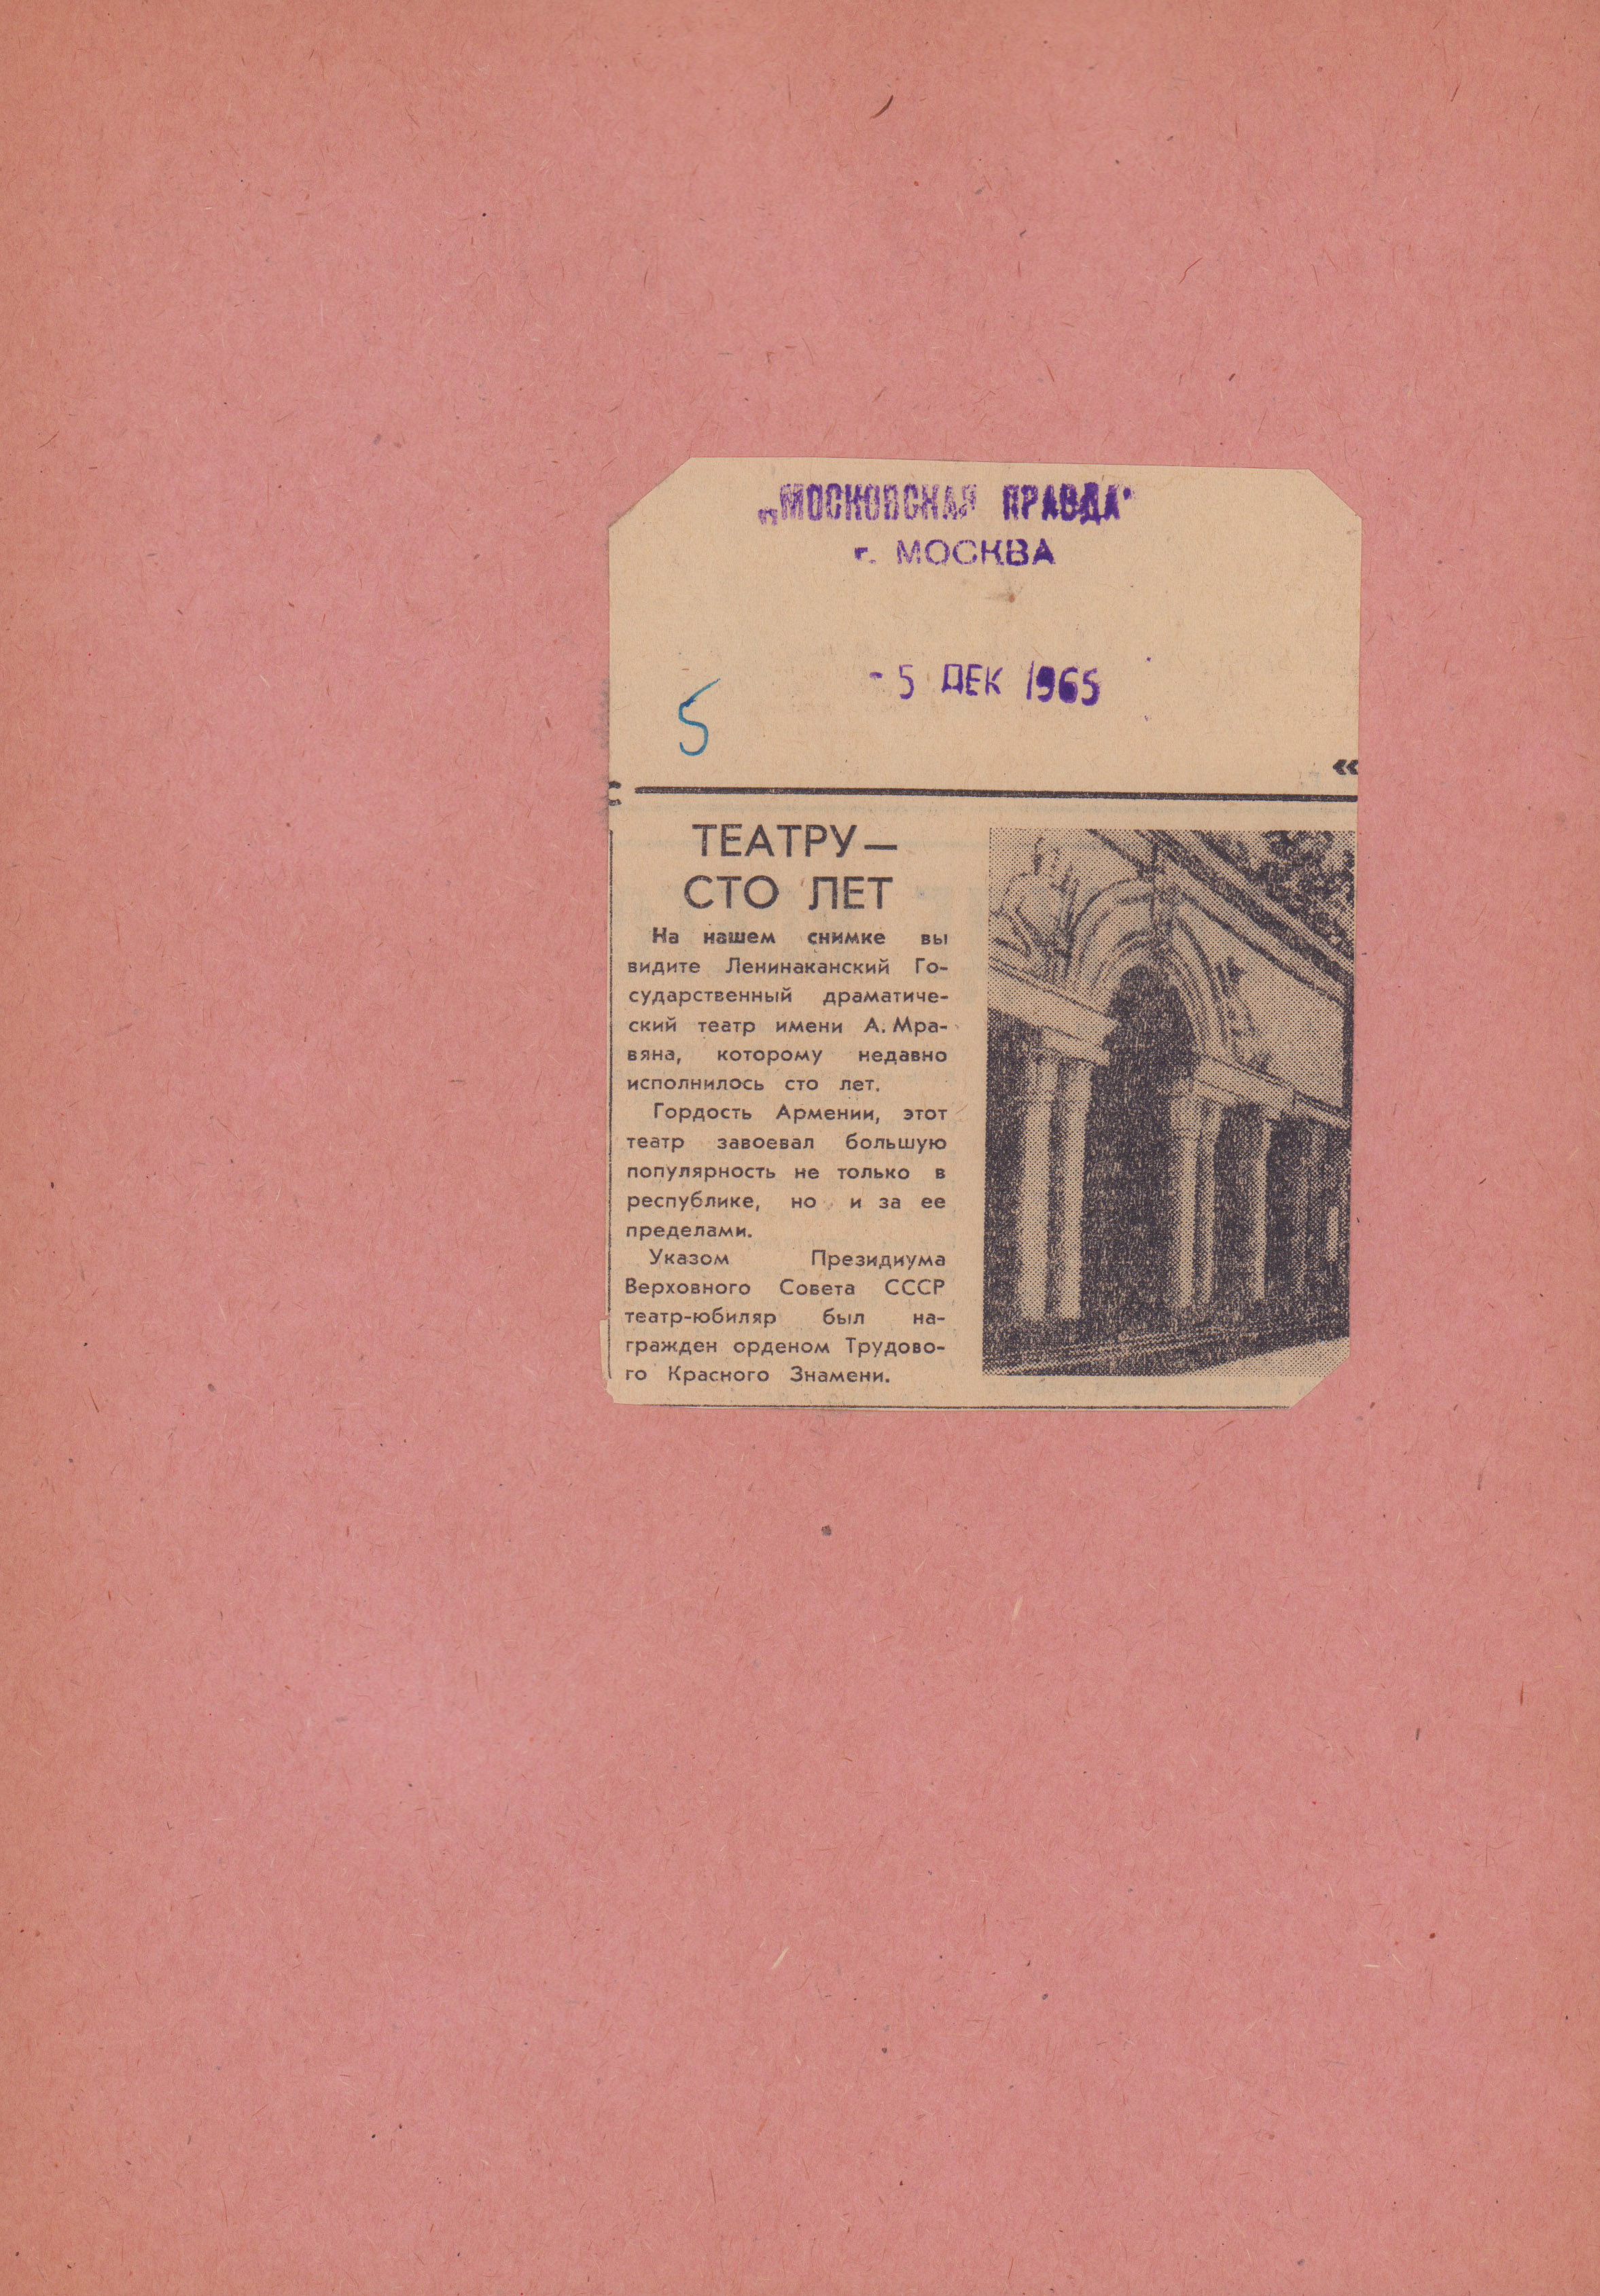 „МОСКОВСКАЯ ПРАВДА"
г. МОСКВА
- 5 ДЕК 1965
5
«
ТЕАТРУ—
СТО ЛЕТ
На нашем снимке вы
видите Ленинаканский Го-
сударственный драматиче-
ский театр имени А. Мра-
вяна, которому недавно
исполнилось сто лет.
Гордость Армении, этот
театр завоевал большую
популярность не только в
республике, но и за ее
пределами.
Указом Президиума
Верховного Совета СССР
театр-юбиляр был на-
гражден орденом Трудово-
го Красного Знамени.